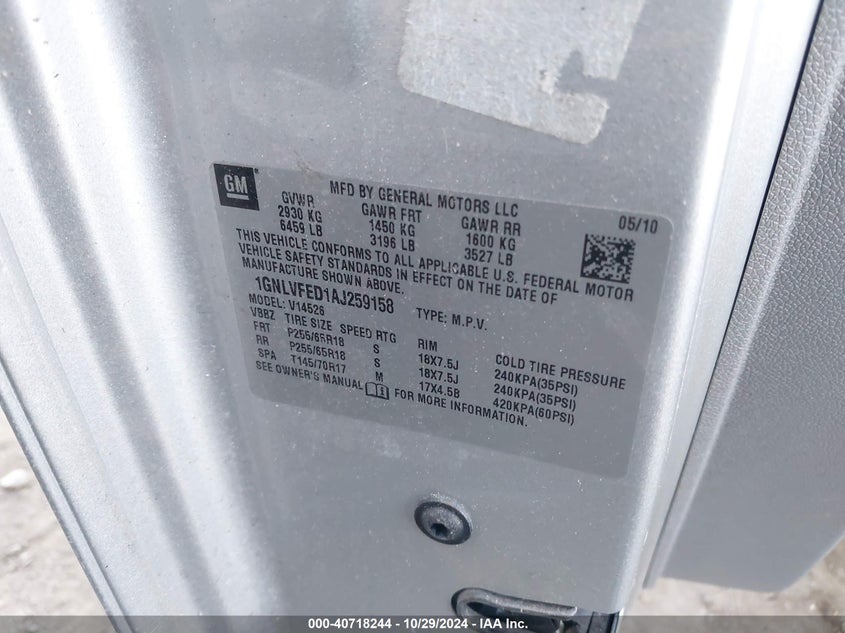 GM
MFD BY GENERAL MOTORS LLC
05/10
GVWR GAWR FRT GAWR RR
2930 KG 1450 KG 1600 KG
6459 LB 3196 LB 3527 LB
THIS VEHICLE CONFORMS TO ALL APPLICABLE U.S. FEDERAL MOTOR
VEHICLE SAFETY STANDARDS IN EFFECT ON THE DATE OF
MANUFACTURE SHOWN ABOVE.
1GNLVFED1AJ259158 TYPE: M.P.V.
MODEL: V14526
VBBZ TIRE SIZE SPEED RTG RIM COLD TIRE PRESSURE
FRT P255/65R18 S 18X7.5J 240KPA(35PSI)
RR P255/65R18 S 18X7.5J 240KPA(35PSI)
SPA T145/70R17 M 17X4.5B 420KPA(60PSI)
SEE OWNER'S MANUAL FOR MORE INFORMATION.
000-40718244 - 10/29/2024 - IAA Inc.